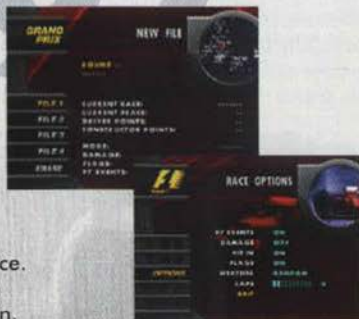 GRAND PRIX
NEW FILE
FILE 1
FILE 2
FILE 3
FILE 4
ERASE
CURRENT RACE:
CURRENT PLACE:
DRIVER POINTS:
CONSTRUCTOR POINTS:
MODE:
DAMAGE:
FLAGS:
F1 EVENTS:
F1
RACE OPTIONS
OPTIONS
F1 EVENTS ON
DAMAGE OFF
PIT IN ON
FLAGS ON
WEATHER RANDOM
LAPS
EXIT
ce.
n.